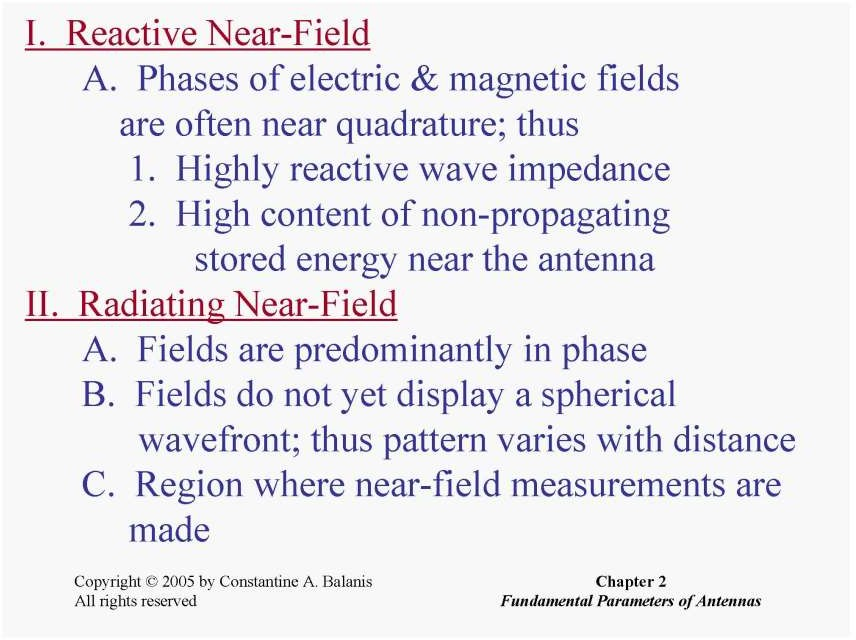 I. Reactive Near-Field
A. Phases of electric & magnetic fields
are often near quadrature; thus
1. Highly reactive wave impedance
2. High content of non-propagating
stored energy near the antenna
II. Radiating Near-Field
A. Fields are predominantly in phase
B. Fields do not yet display a spherical
wavefront; thus pattern varies with distance
C. Region where near-field measurements are
made
Copyright © 2005 by Constantine A. Balanis
All rights reserved
Chapter 2
Fundamental Parameters of Antennas